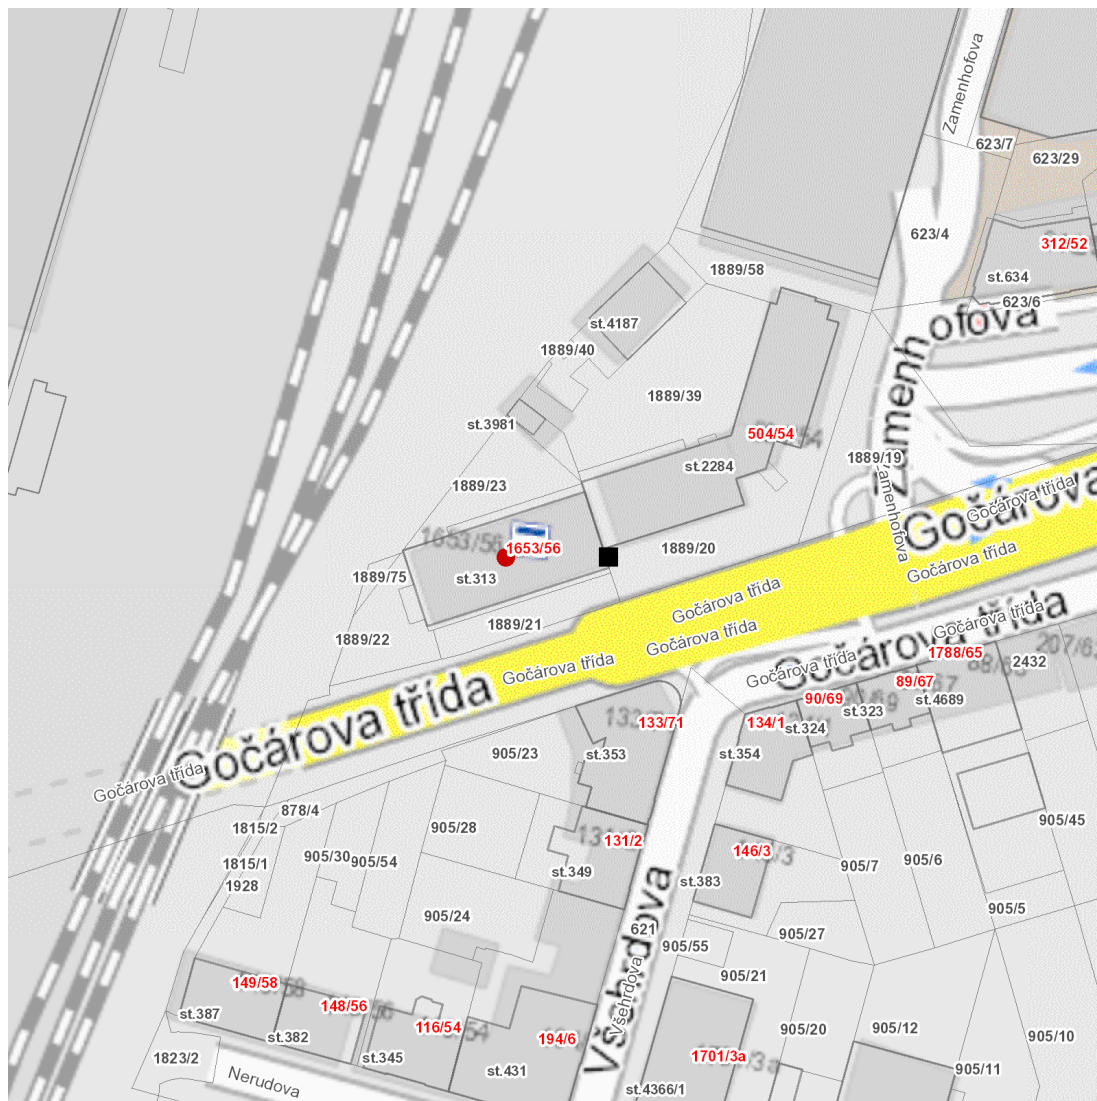 Zamenhofova
623/7
623/29
623/4
312/52
1889/58
st.634
623/6
Zamenhofova
st.4187
1889/40
1889/39
st.3981
504/54
1889/19
st.2284
Zamenhofova
1889/23
Gočárova třída
Gočárova
1653/56
1653/56
1889/20
Gočárova třída
1889/75
st.313
Gočárova třída
1889/21
Gočárova třída
Gočárova třída
1889/22
Gočárova třída
Gočárova třída
1788/65
2432
207/6
Gočárova třída
89/67
90/69
st.4689
st.323
Gočárova třída
133/71
134/1
st.324
905/23
st.353
st.354
Gočárova třída
878/4
1815/2
905/28
131/2
146/3
905/45
1815/1
905/30
905/54
905/7
905/6
1928
st.349
st.383
905/24
905/5
621
905/27
Všehrdova
905/55
Všehrdova
905/21
149/58
148/56
st.387
116/54
905/20
905/12
905/10
st.382
194/6
1823/2
st.345
1701/3a
st.431
905/11
Nerudova
st.4366/1